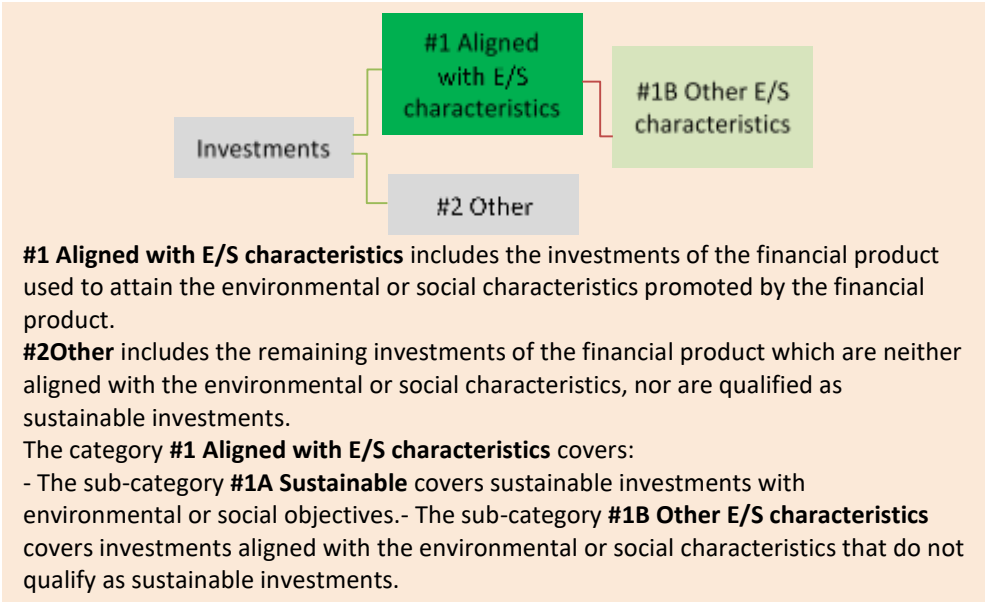 #1 Aligned
with E/S
characteristics
#1B Other E/S
characteristics
Investments
#2 Other
#1 Aligned with E/S characteristics includes the investments of the financial product
used to attain the environmental or social characteristics promoted by the financial
product.
#2Other includes the remaining investments of the financial product which are neither
aligned with the environmental or social characteristics, nor are qualified as
sustainable investments.
The category #1 Aligned with E/S characteristics covers:
- The sub-category #1A Sustainable covers sustainable investments with
environmental or social objectives.- The sub-category #1B Other E/S characteristics
covers investments aligned with the environmental or social characteristics that do not
qualify as sustainable investments.